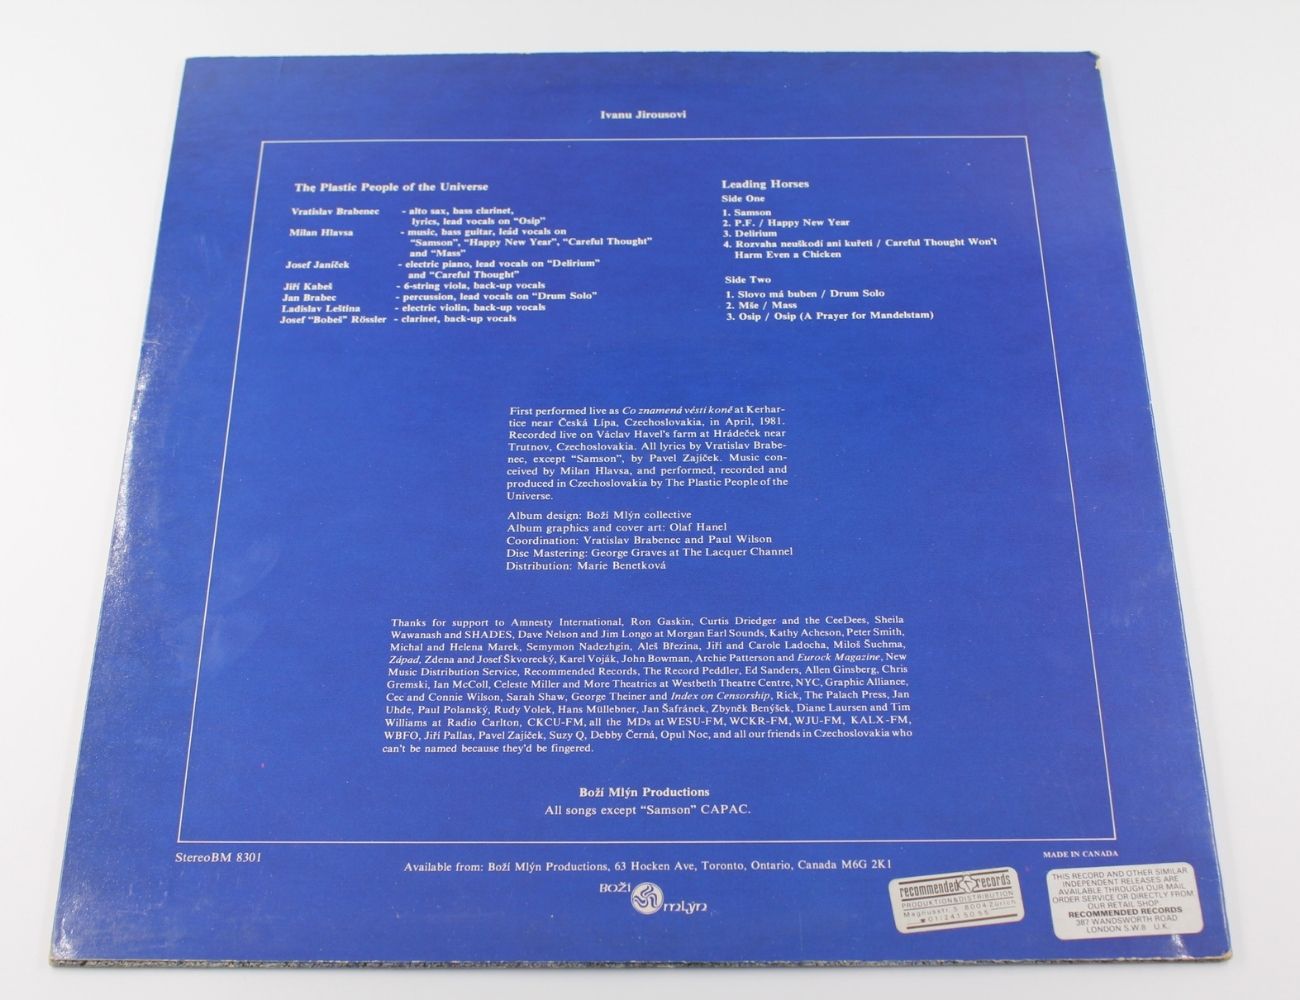 Ivanu Jirousovi
The Plastic People of the Universe
Vratislav Brabenec - alto sax, bass clarinet,
lyrics, lead vocals on “Osip”
Milan Hlavsa - music, bass guitar, lead vocals on
“Samson”, “Happy New Year”, “Careful Thought”
and “Mass”
Josef Janíček - electric piano, lead vocals on “Delirium”
and “Careful Thought”
Jiří Kabeš - 6-string viola, back-up vocals
Jan Brabec - percussion, lead vocals on “Drum Solo”
Ladislav Leština - electric violin, back-up vocals
Josef “Bobeš” Rössler - clarinet, back-up vocals
Leading Horses
Side One
1. Samson
2. P.F. / Happy New Year
3. Delirium
4. Rozvaha neuškodí ani kuřeti / Careful Thought Won't
Harm Even a Chicken
Side Two
1. Slovo má buben / Drum Solo
2. Mše / Mass
3. Osip / Osip (A Prayer for Mandelstam)
First performed live as Co znamená vésti koně at Kerhar-
tice near Česká Lípa, Czechoslovakia, in April, 1981.
Recorded live on Václav Havel's farm at Hrádeček near
Trutnov, Czechoslovakia. All lyrics by Vratislav Brabe-
nec, except “Samson”, by Pavel Zajíček. Music con-
ceived by Milan Hlavsa, and performed, recorded and
produced in Czechoslovakia by The Plastic People of the
Universe.
Album design: Boží Mlýn collective
Album graphics and cover art: Olaf Hanel
Coordination: Vratislav Brabenec and Paul Wilson
Disc Mastering: George Graves at The Lacquer Channel
Distribution: Marie Benetková
Thanks for support to Amnesty International, Ron Gaskin, Curtis Driedger and the CeeDees, Sheila
Wawanash and SHADES, Dave Nelson and Jim Longo at Morgan Earl Sounds, Kathy Acheson, Peter Smith,
Michal and Helena Marek, Semymon Nadezhgin, Aleš Březina, Jiří and Carole Ladocha, Miloš Šuchma,
Západ, Zdena and Josef Škvorecký, Karel Voják, John Bowman, Archie Patterson and Eurock Magazine, New
Music Distribution Service, Recommended Records, The Record Peddler, Ed Sanders, Allen Ginsberg, Chris
Gremski, Ian McColl, Celeste Miller and More Theatrics at Westbeth Theatre Centre, NYC, Graphic Alliance,
Cec and Connie Wilson, Sarah Shaw, George Theiner and Index on Censorship, Rick, The Palach Press, Jan
Uhde, Paul Polanský, Rudy Volek, Hans Müllebner, Jan Šafránek, Zbyněk Benýšek, Diane Laursen and Tim
Williams at Radio Carlton, CKCU-FM, all the MDs at WESU-FM, WCKR-FM, WJU-FM, KALX-FM,
WBFO, Jiří Pallas, Pavel Zajíček, Suzy Q, Debby Černá, Opul Noc, and all our friends in Czechoslovakia who
can't be named because they'd be fingered.
Boží Mlýn Productions
All songs except “Samson” CAPAC.
StereoBM 8301
MADE IN CANADA
Available from: Boží Mlýn Productions, 63 Hocken Ave, Toronto, Ontario, Canada M6G 2K1
BOŽÍ
mlýn
recommended records
PRODUKTION & DISTRIBUTION
Magnusstr. 5 8004 Zürich
☎ 01/241 50 55
THIS RECORD AND OTHER SIMILAR
INDEPENDENT RELEASES ARE
AVAILABLE THROUGH OUR MAIL
ORDER SERVICE OR DIRECTLY FROM
OUR RETAIL SHOP
RECOMMENDED RECORDS
387 WANDSWORTH ROAD
LONDON S.W.8 U.K.